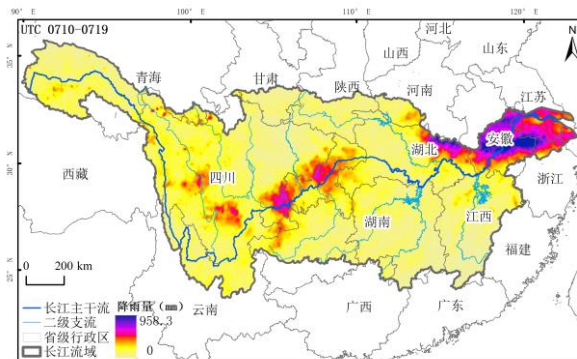 90° E
100° E
110° E
120° E
UTC 0710-0719
N
35° N
30° N
25° N
河北
山西
山东
青海
甘肃
陕西
河南
江苏
安徽
湖北
四川
西藏
浙江
湖南
江西
福建
云南
广西
广东
0 200 km
长江主干流
二级支流
省级行政区
长江流域
降雨量(mm)
958.3
0